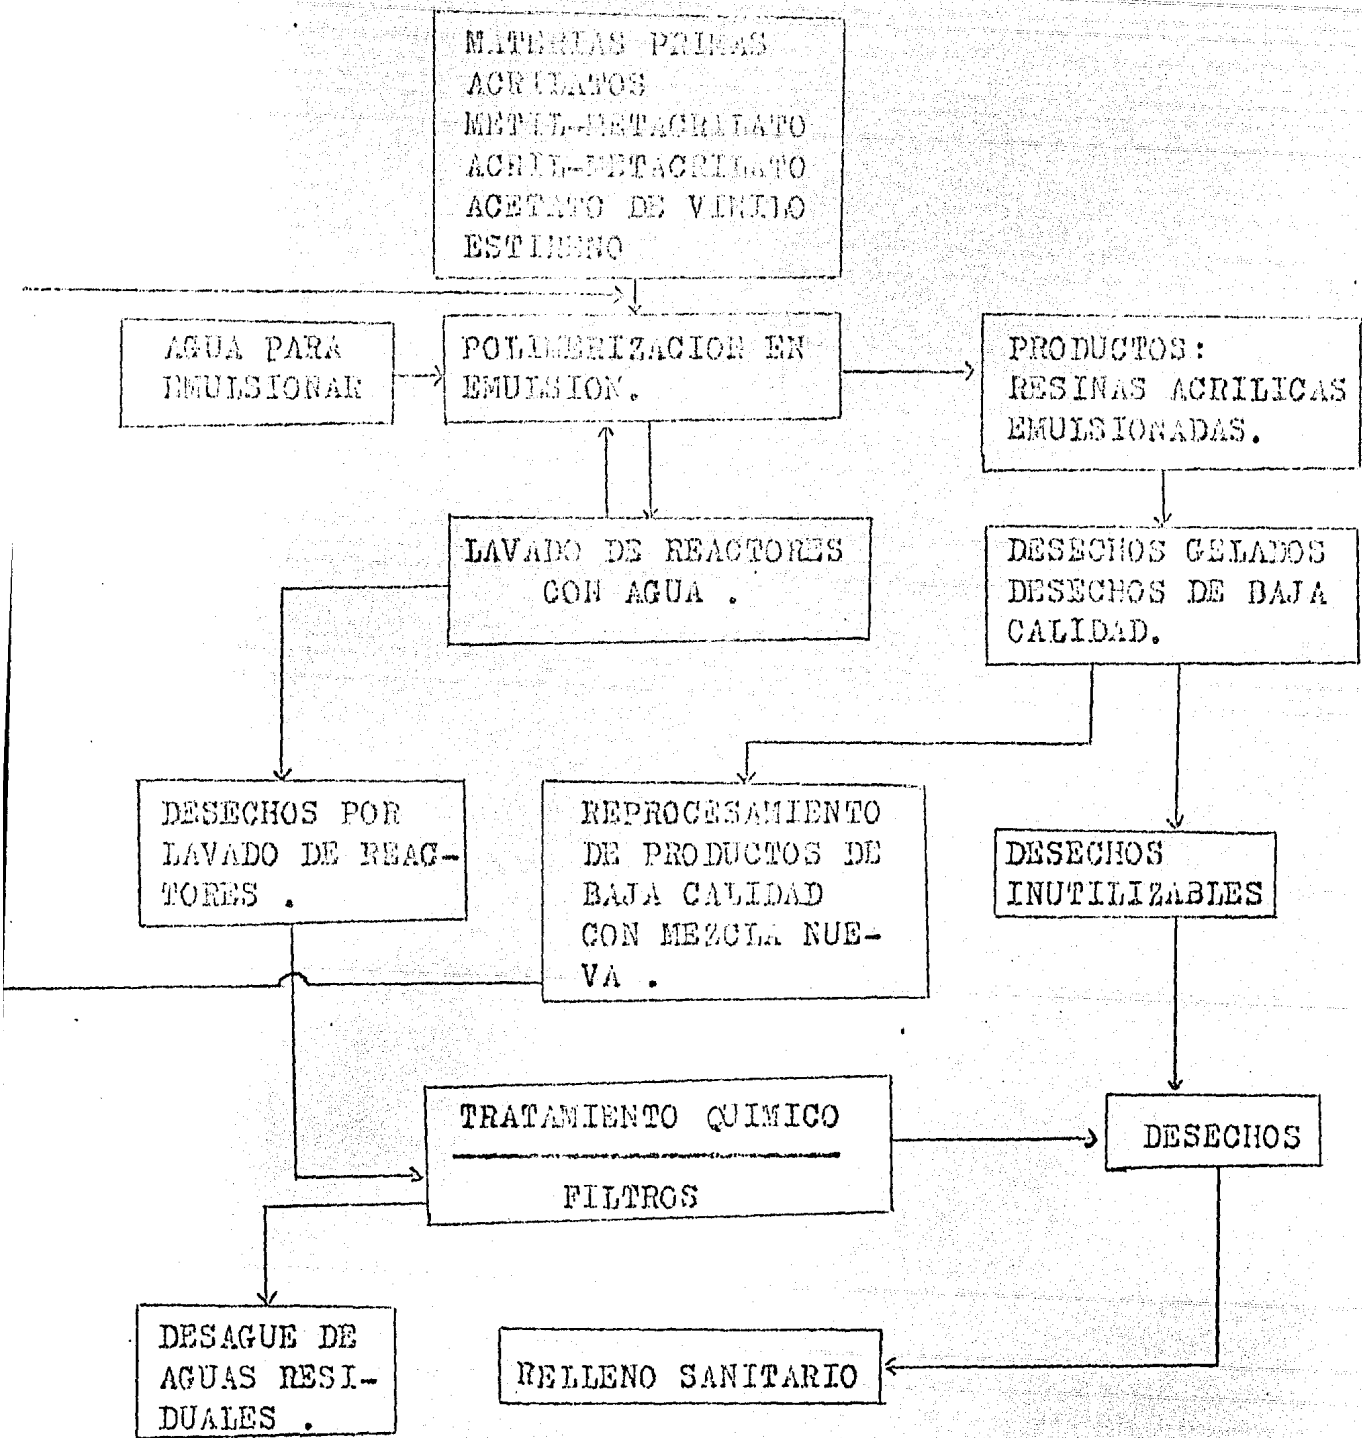 MATERIAS PRIMAS
ACRILATOS
METIL-METACRILATO
ACRIL-METACRILATO
ACETATO DE VINILO
ESTIRENO
AGUA PARA
EMULSIONAR
POLIMERIZACION EN
EMULSION.
PRODUCTOS:
RESINAS ACRILICAS
EMULSIONADAS.
LAVADO DE REACTORES
CON AGUA .
DESECHOS GELADOS
DESECHOS DE BAJA
CALIDAD.
DESECHOS POR
LAVADO DE REAC-
TORES .
REPROCESAMIENTO
DE PRODUCTOS DE
BAJA CALIDAD
CON MEZCLA NUE-
VA .
DESECHOS
INUTILIZABLES
TRATAMIENTO QUIMICO
FILTROS
DESECHOS
DESAGUE DE
AGUAS RESI-
DUALES .
RELLENO SANITARIO